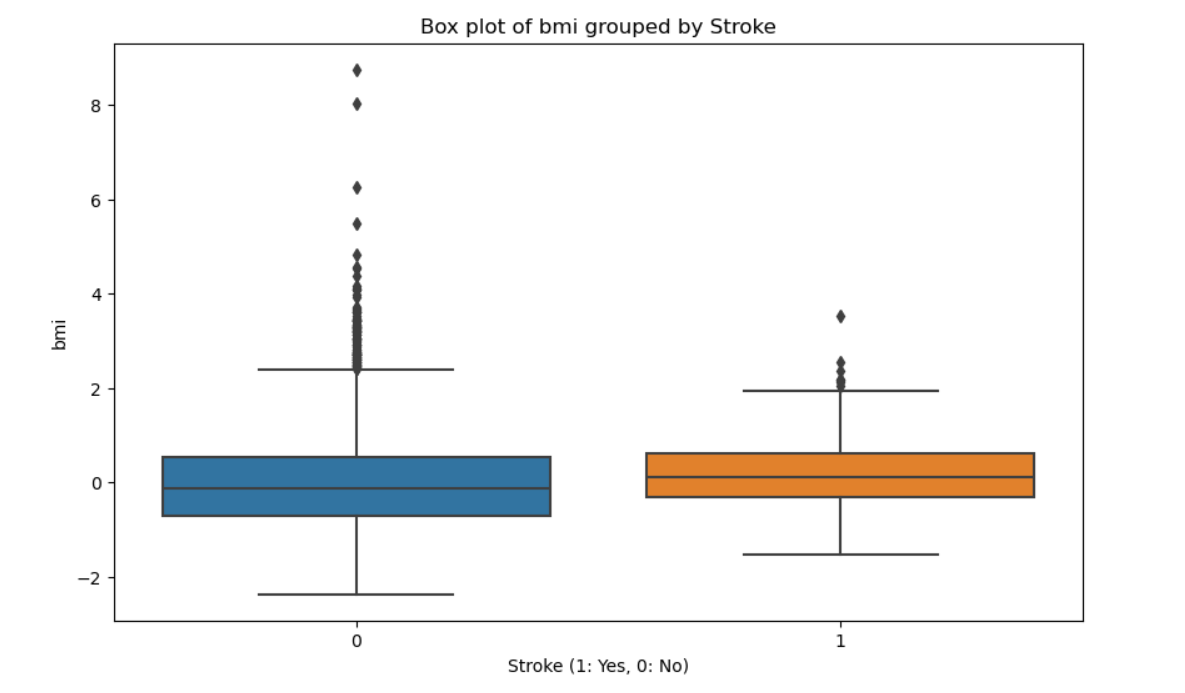 Box plot of bmi grouped by Stroke
8
6
4
2
0
−2
bmi
0 1
Stroke (1: Yes, 0: No)